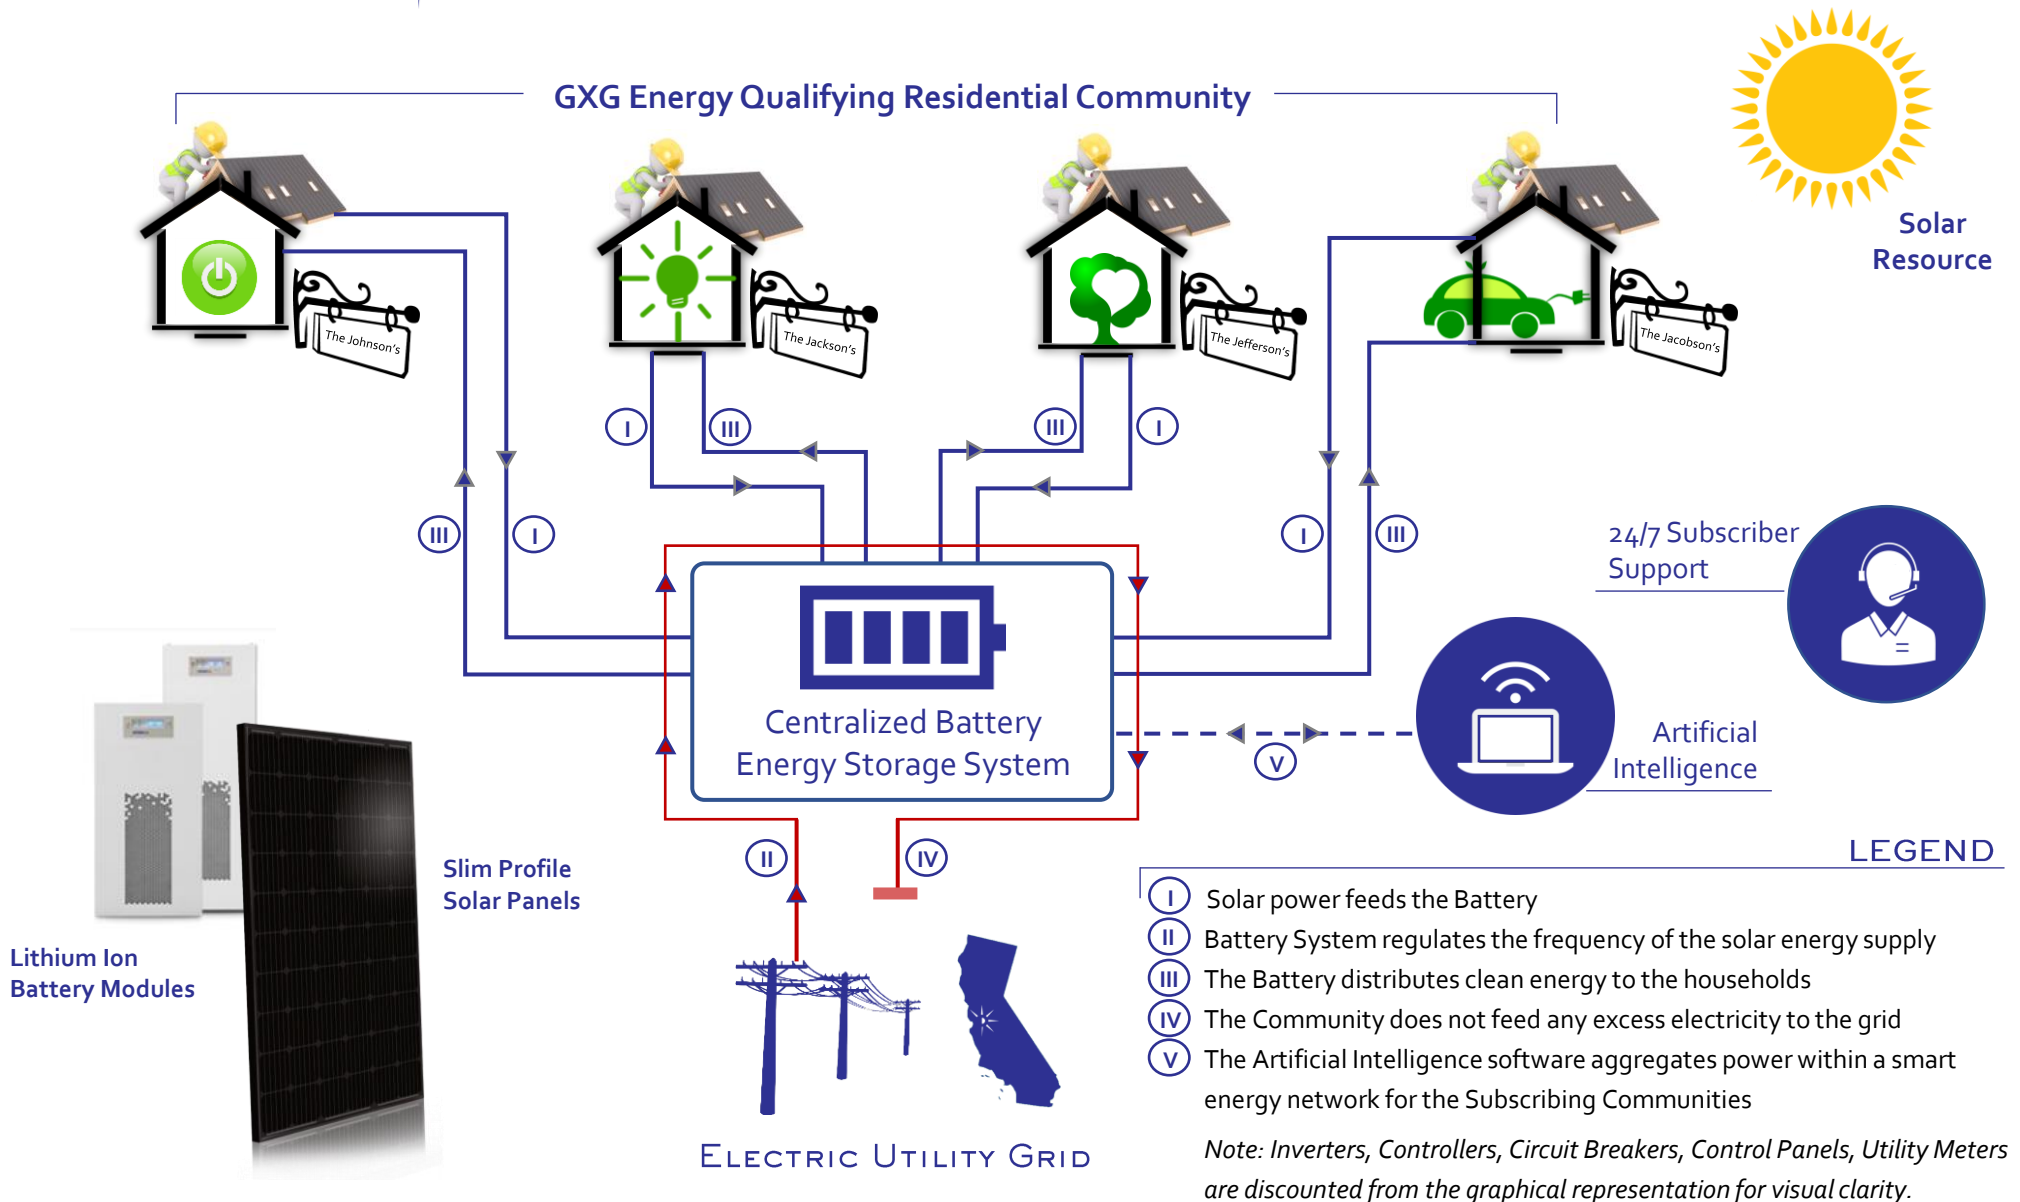 GXG Energy Qualifying Residential Community
Solar
Resource
The Johnson's
The Jackson's
The Jefferson's
The Jacobson's
I
III
III
I
III
I
I
III
24/7 Subscriber
Support
Centralized Battery
Energy Storage System
Artificial
Intelligence
V
II
IV
Slim Profile
Solar Panels
Lithium Ion
Battery Modules
ELECTRIC UTILITY GRID
LEGEND
I Solar power feeds the Battery
II Battery System regulates the frequency of the solar energy supply
III The Battery distributes clean energy to the households
IV The Community does not feed any excess electricity to the grid
V The Artificial Intelligence software aggregates power within a smart
energy network for the Subscribing Communities
Note: Inverters, Controllers, Circuit Breakers, Control Panels, Utility Meters
are discounted from the graphical representation for visual clarity.